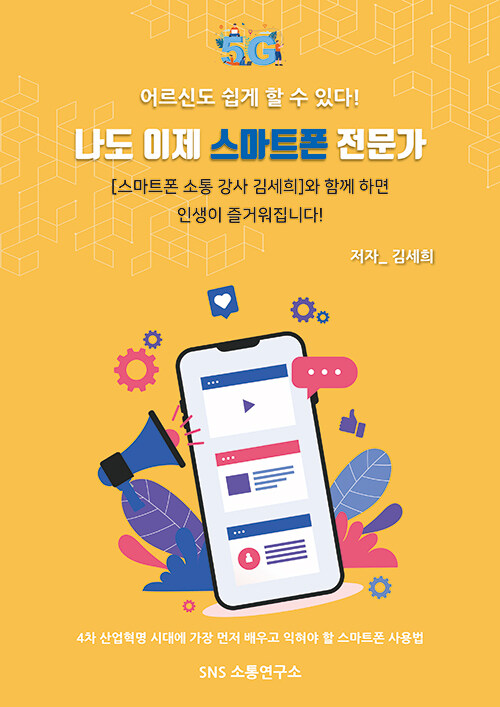 5G
어르신도 쉽게 할 수 있다!
나도 이제 스마트폰 전문가
[스마트폰 소통 강사 김세희]와 함께 하면
인생이 즐거워집니다!
저자_ 김세희
4차 산업혁명 시대에 가장 먼저 배우고 익혀야 할 스마트폰 사용법
SNS 소통연구소